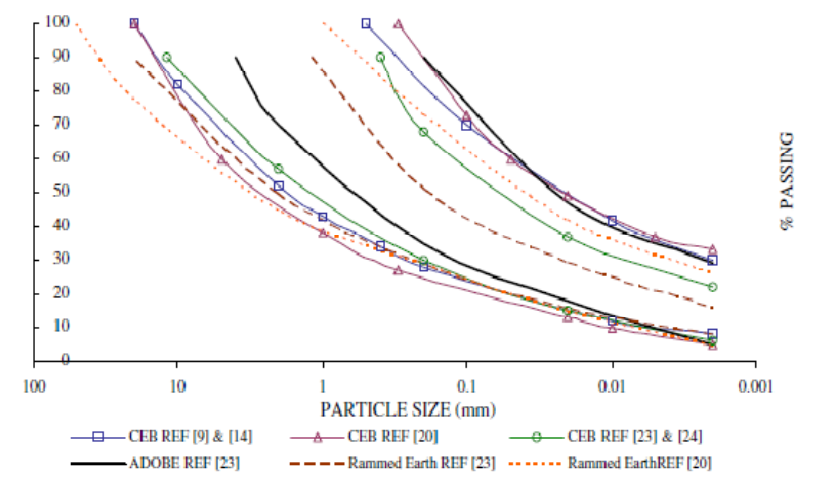 100
90
80
70
60
50
40
30
20
10
0
% PASSING
100 10 1 0.1 0.01 0.001
PARTICLE SIZE (mm)
CEB REF [9] & [14] CEB REF [20] CEB REF [23] & [24]
ADOBE REF [23] Rammed Earth REF [23] Rammed EarthREF [20]